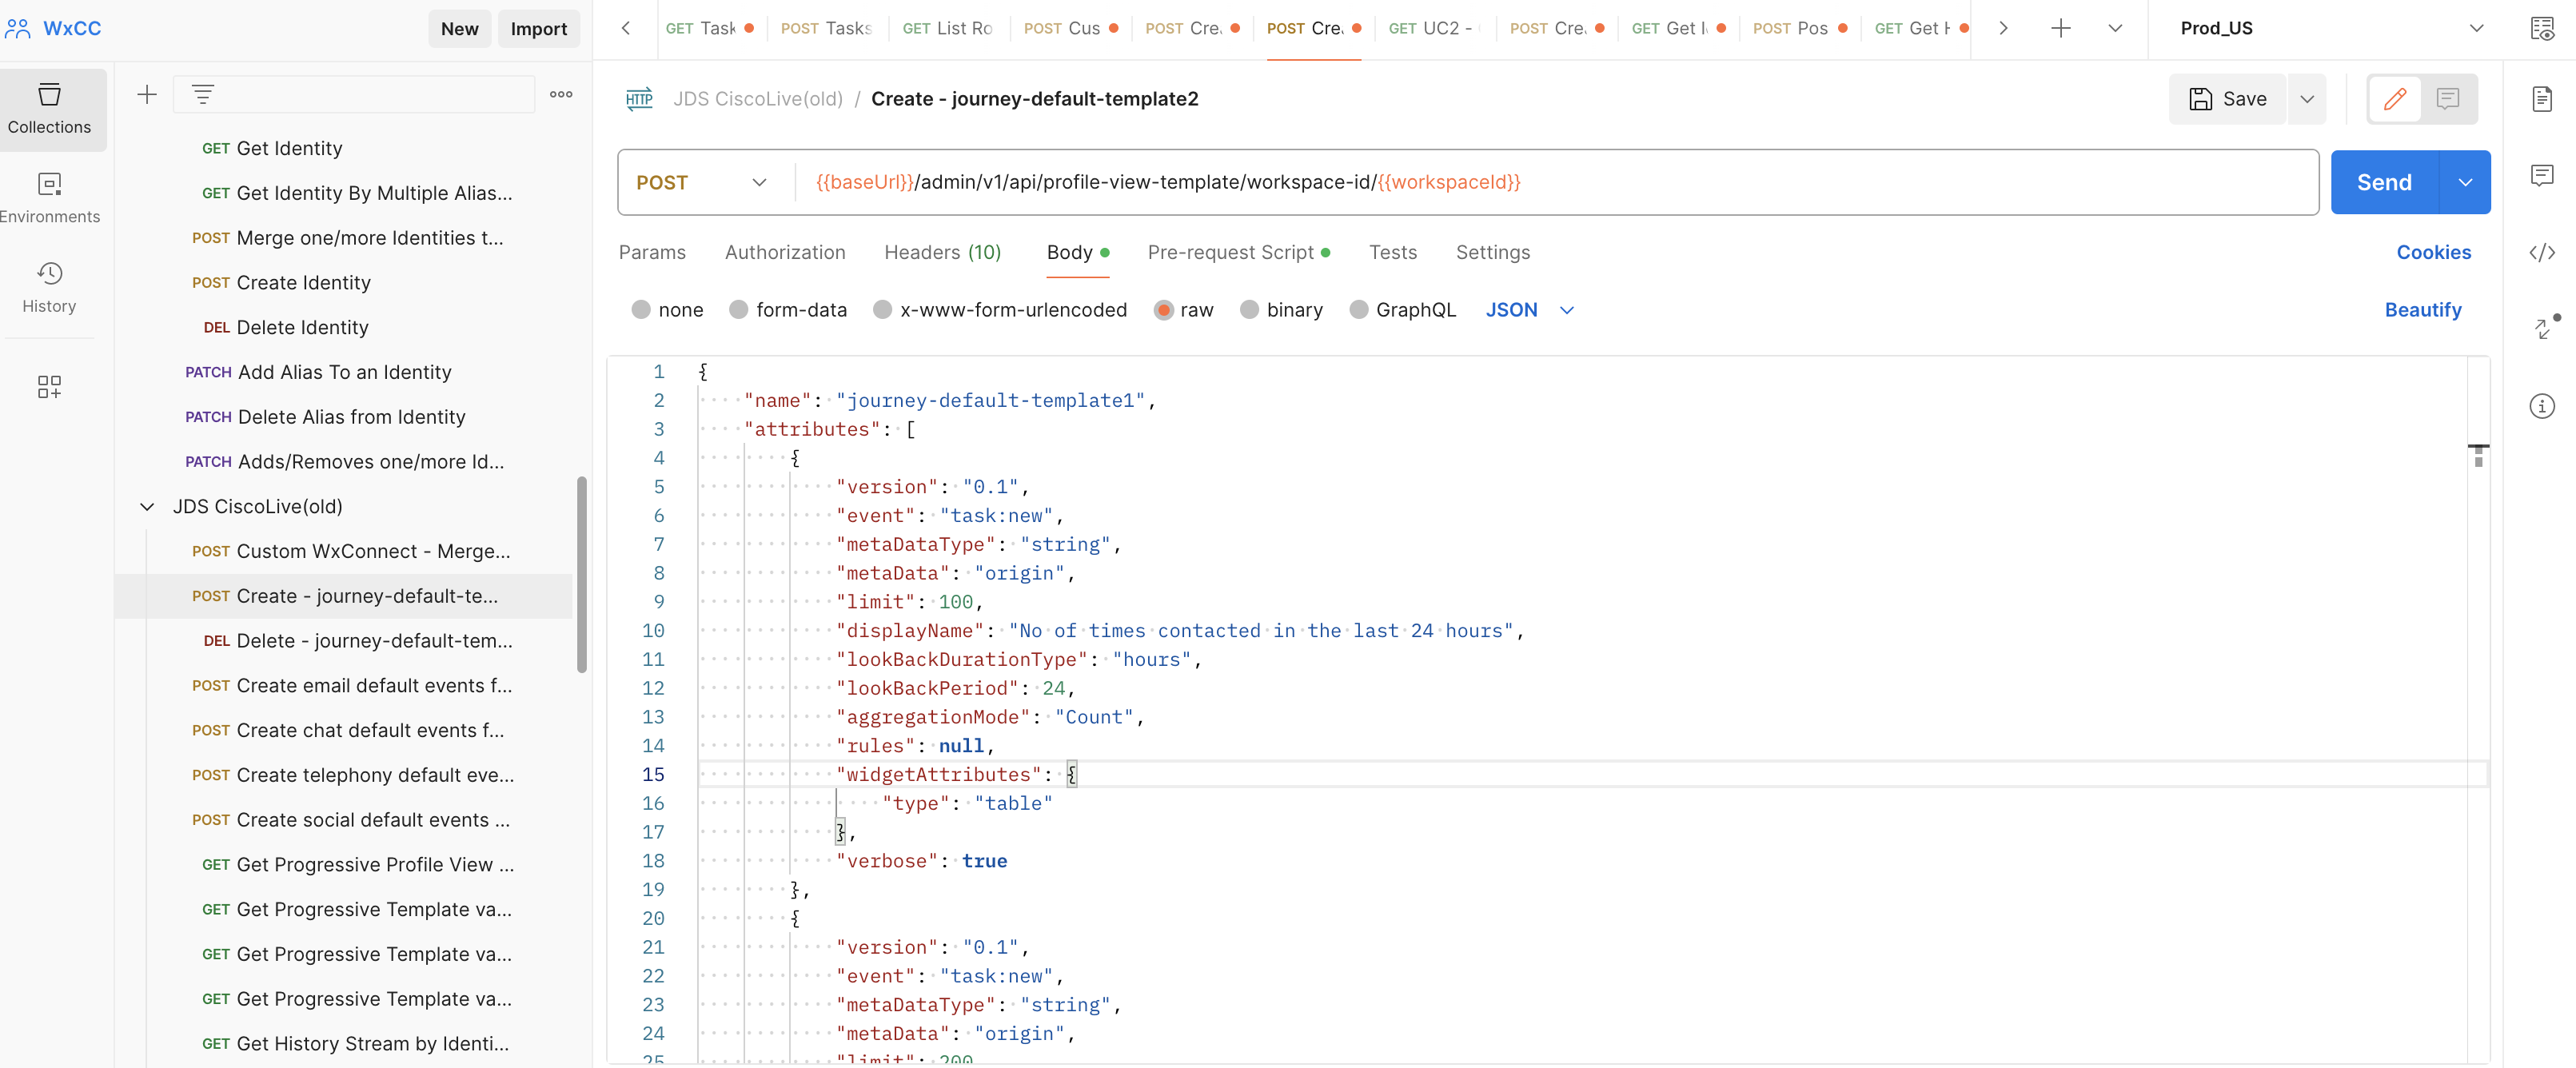 WxCC
New
Import
GET Task
POST Tasks
GET List Ro
POST Cus
POST Cre.
POST Cre.
GET UC2 -
POST Cre.
GET Get I
POST Pos
GET Get H
Prod_US
Collections
Environments
History
GET Get Identity
GET Get Identity By Multiple Alias...
POST Merge one/more Identities t...
POST Create Identity
DEL Delete Identity
PATCH Add Alias To an Identity
PATCH Delete Alias from Identity
PATCH Adds/Removes one/more Id...
JDS CiscoLive(old)
POST Custom WxConnect - Merge...
POST Create - journey-default-te...
DEL Delete - journey-default-tem...
POST Create email default events f...
POST Create chat default events f...
POST Create telephony default eve...
POST Create social default events ...
GET Get Progressive Profile View ...
GET Get Progressive Template va...
GET Get Progressive Template va...
GET Get Progressive Template va...
GET Get History Stream by Identi...
HTTP JDS CiscoLive(old) / Create - journey-default-template2
Save
POST {{baseUrl}}/admin/v1/api/profile-view-template/workspace-id/{{workspaceId}}
Send
Params Authorization Headers (10) Body Pre-request Script Tests Settings Cookies
none form-data x-www-form-urlencoded raw binary GraphQL JSON Beautify
1 {
2 "name": "journey-default-template1",
3 "attributes": [
4 {
5 "version": "0.1",
6 "event": "task:new",
7 "metaDataType": "string",
8 "metaData": "origin",
9 "limit": 100,
10 "displayName": "No of times contacted in the last 24 hours",
11 "lookBackDurationType": "hours",
12 "lookBackPeriod": 24,
13 "aggregationMode": "Count",
14 "rules": null,
15 "widgetAttributes": {
16 "type": "table"
17 },
18 "verbose": true
19 },
20 {
21 "version": "0.1",
22 "event": "task:new",
23 "metaDataType": "string",
24 "metaData": "origin",
25 "limit": 200